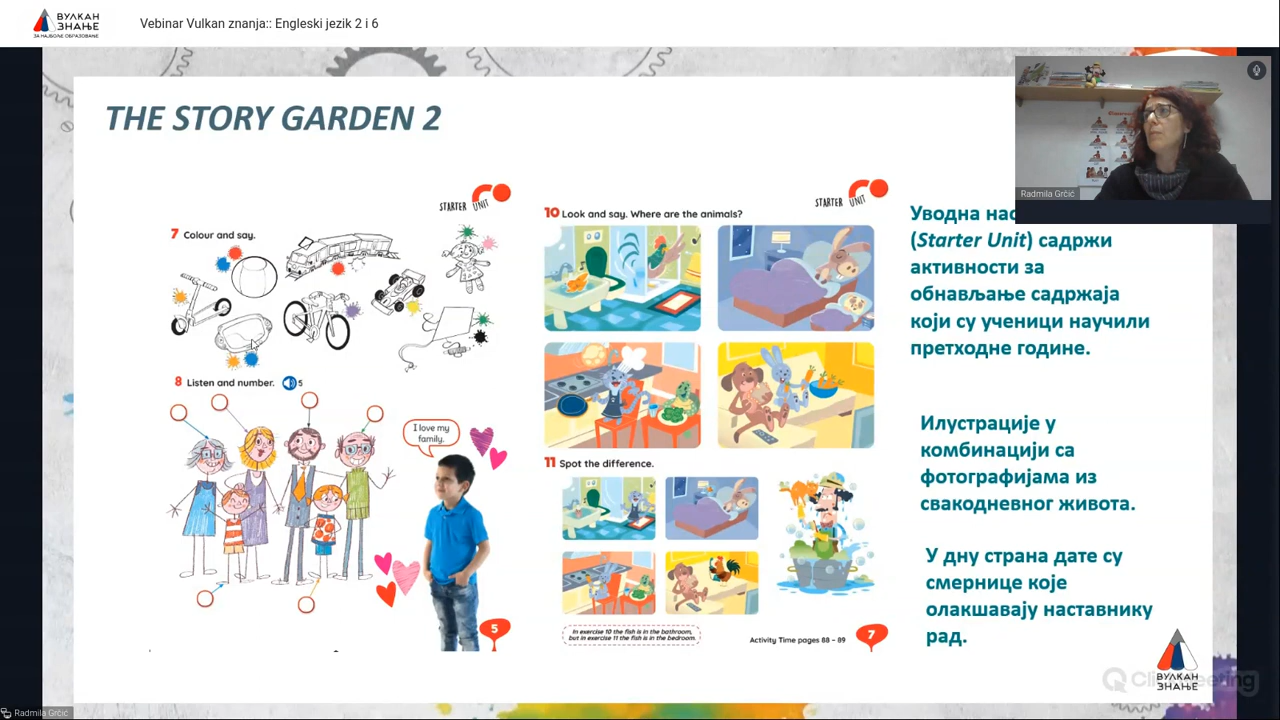 ВУЛКАН
ЗНАЊЕ
ЗА НАЈБОЉЕ ОБРАЗОВАЊЕ
Vebinar Vulkan znanja:: Engleski jezik 2 i 6
THE STORY GARDEN 2
Radmila Grčić
STARTER UNIT
7 Colour and say.
8 Listen and number. 5
I love my
family.
5
STARTER UNIT
10 Look and say. Where are the animals?
11 Spot the difference.
In exercise 10 the fish is in the bathroom,
but in exercise 11 the fish is in the bedroom.
Activity Time pages 88 – 89
7
Уводна
(Starter Unit) садржи
активности за
обнављање садржаја
који су ученици научили
претходне године.
Илустрације у
комбинацији са
фотографијама из
свакодневног живота.
У дну страна дате су
смернице које
олакшавају наставнику
рад.
ВУЛКАН
ЗНАЊЕ
Radmila Grčić